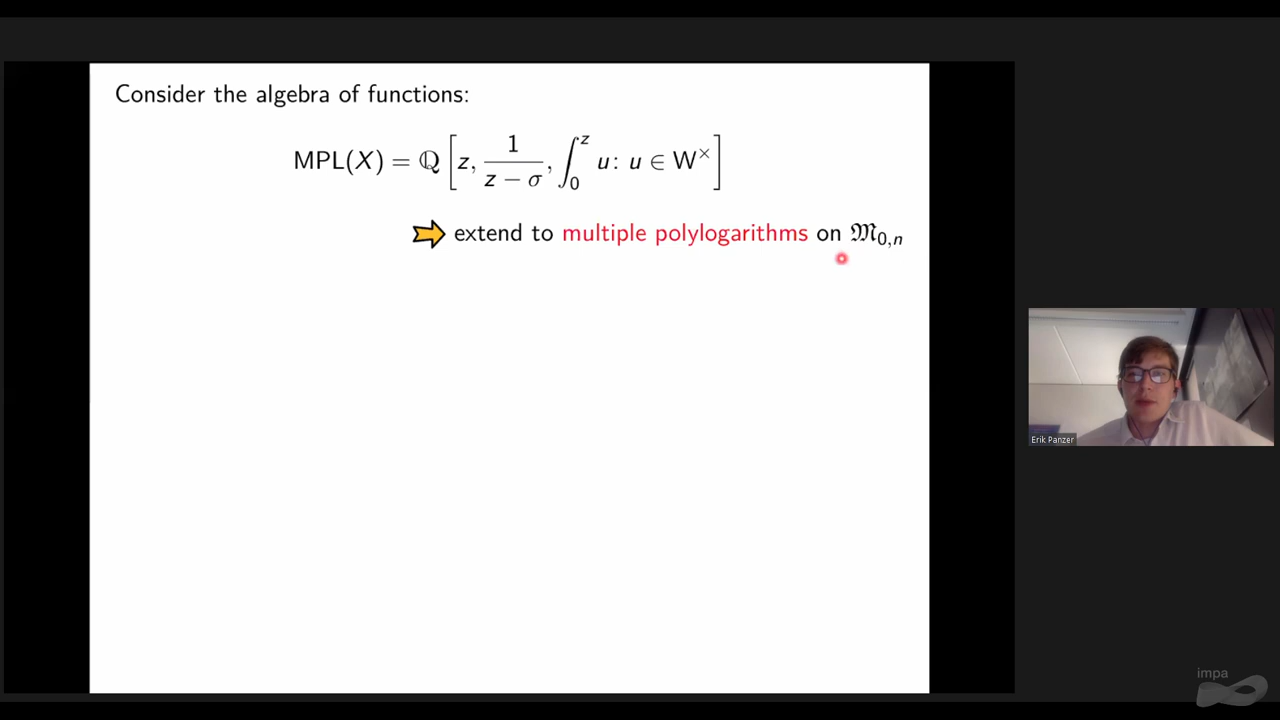 Consider the algebra of functions:
MPL(X) = ℚ [ z, 1/(z − σ), ∫₀ᶻ u : u ∈ W^× ]
extend to multiple polylogarithms on 𝔐₀,ₙ
Erik Panzer
impa